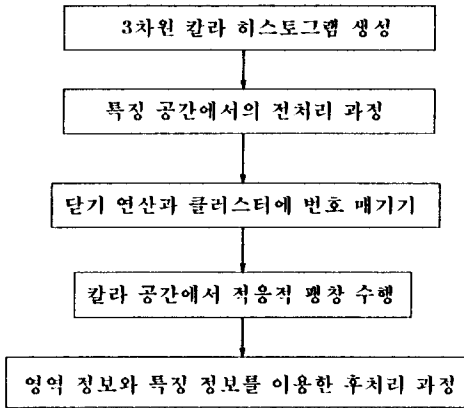 3차원 칼라 히스토그램 생성
특징 공간에서의 전처리 과정
닫기 연산과 클러스터에 번호 매기기
칼라 공간에서 적응적 팽창 수행
영역 정보와 특징 정보를 이용한 후처리 과정